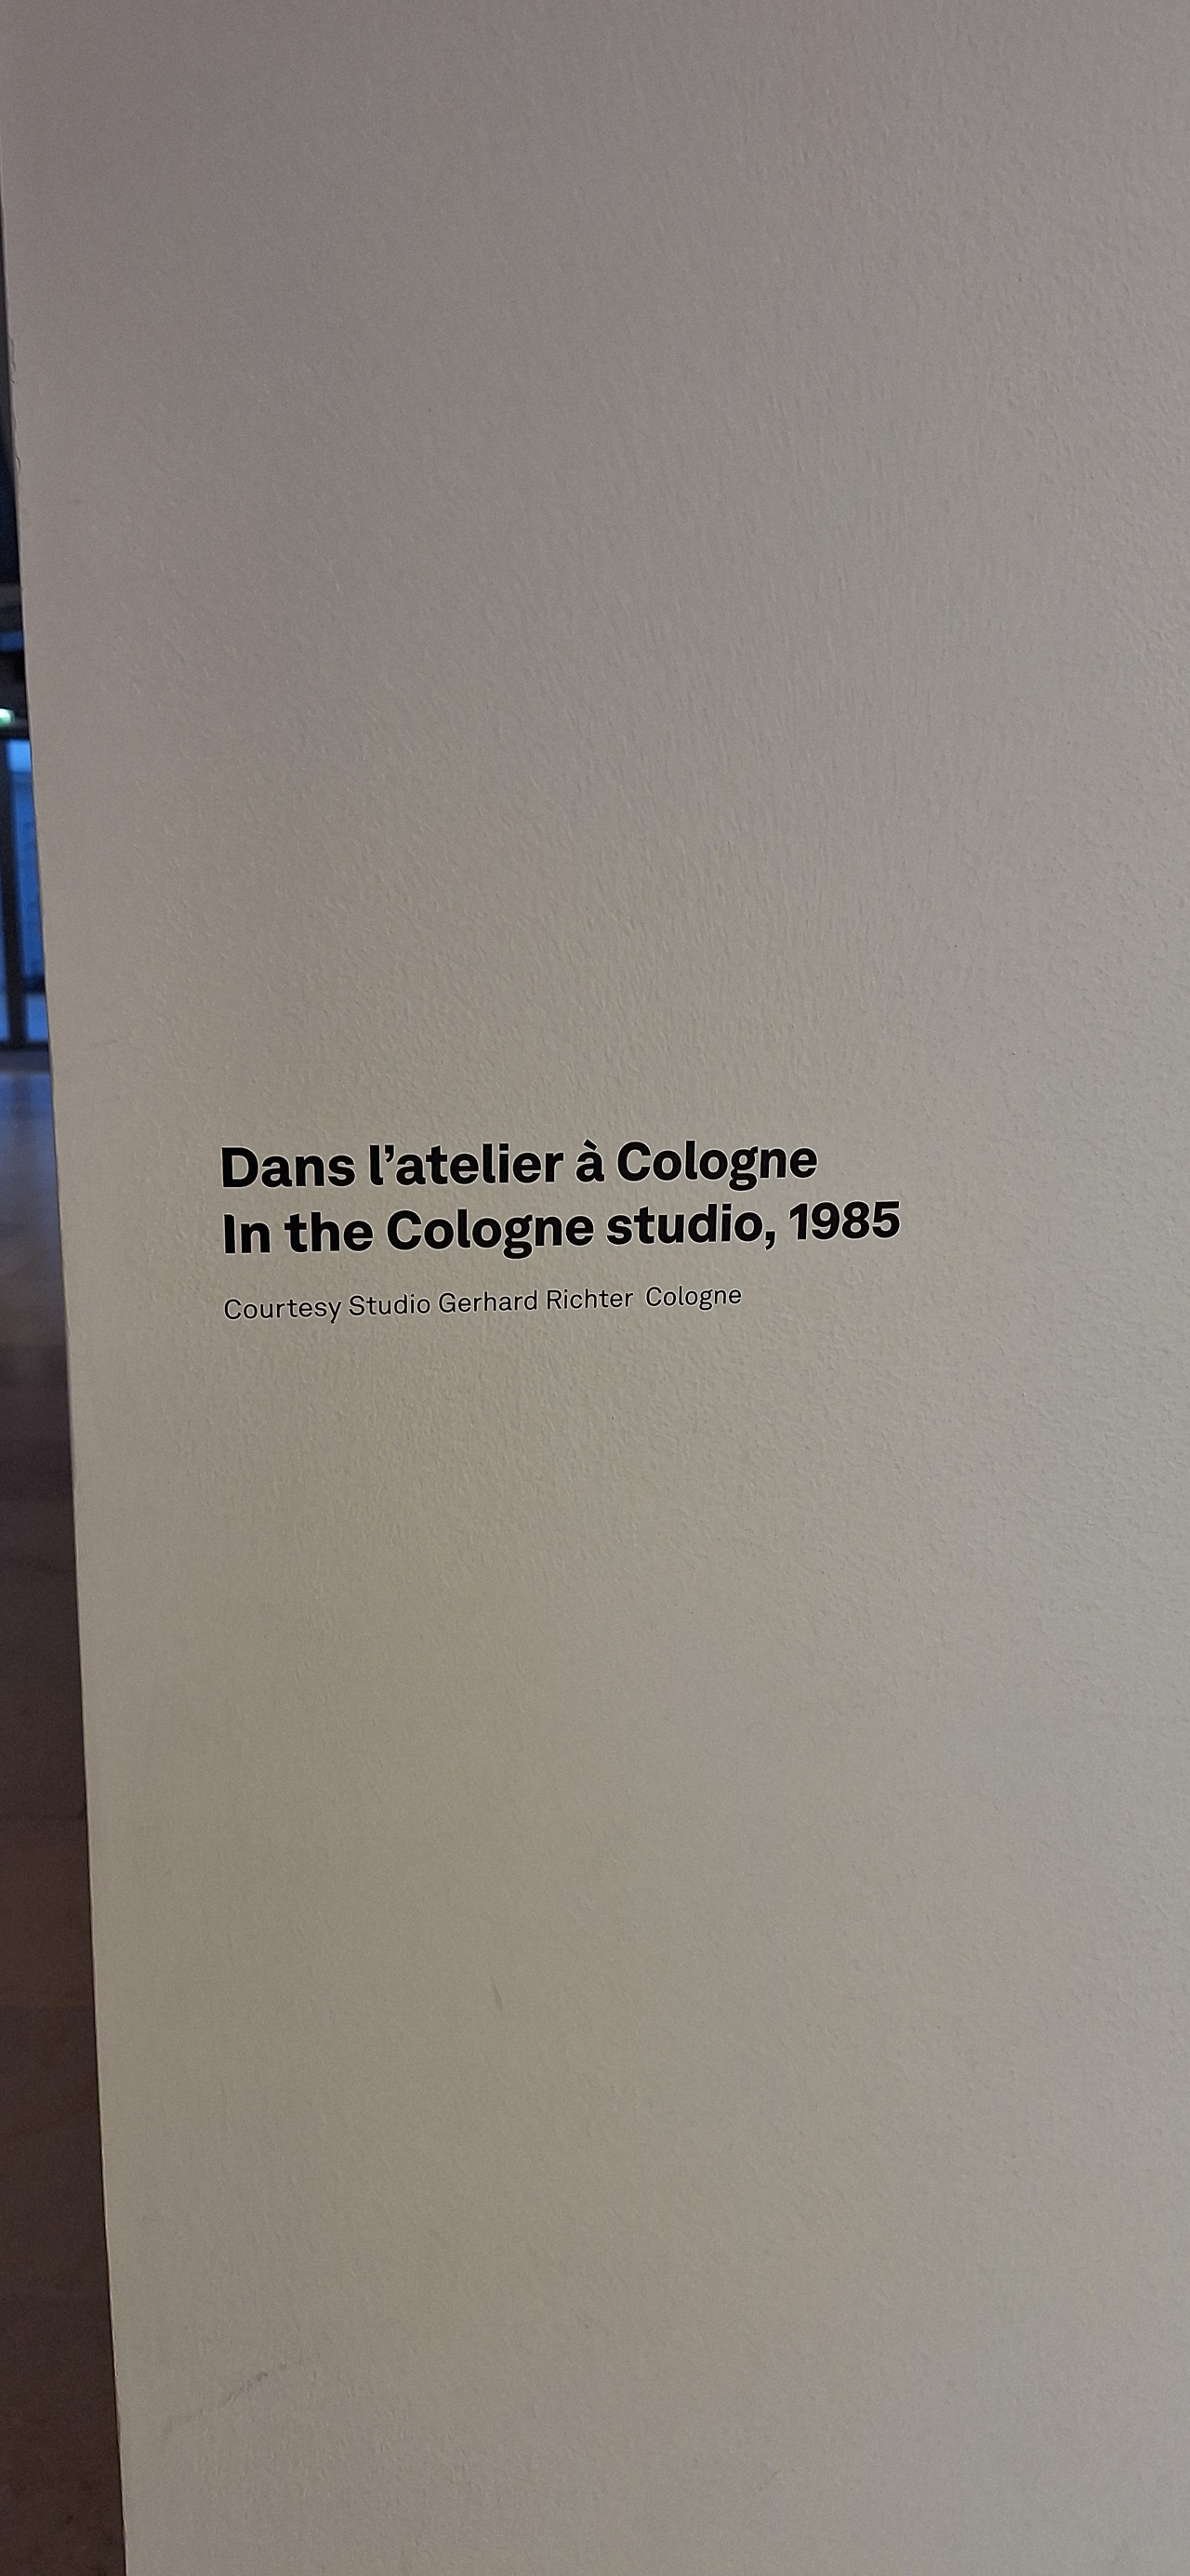 Dans l’atelier à Cologne
In the Cologne studio, 1985
Courtesy Studio Gerhard Richter Cologne